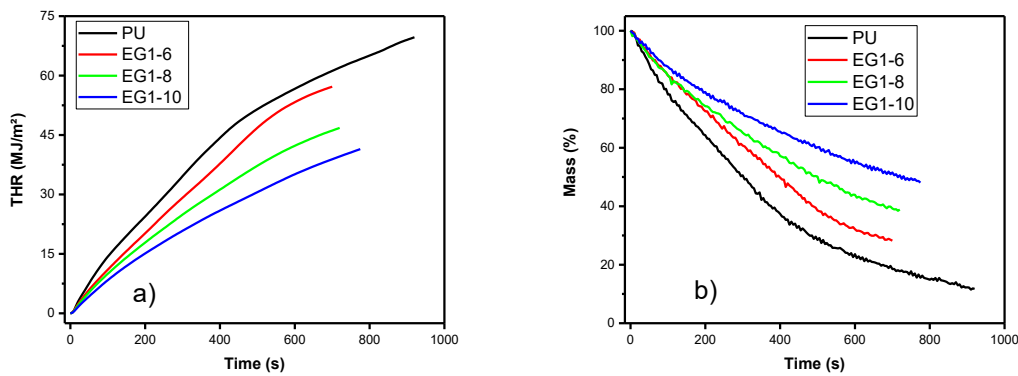 75
60
45
30
15
0
THR (MJ/m²)
PU
EG1-6
EG1-8
EG1-10
a)
0 200 400 600 800 1000
Time (s)
100
80
60
40
20
0
Mass (%)
PU
EG1-6
EG1-8
EG1-10
b)
0 200 400 600 800 1000
Time (s)